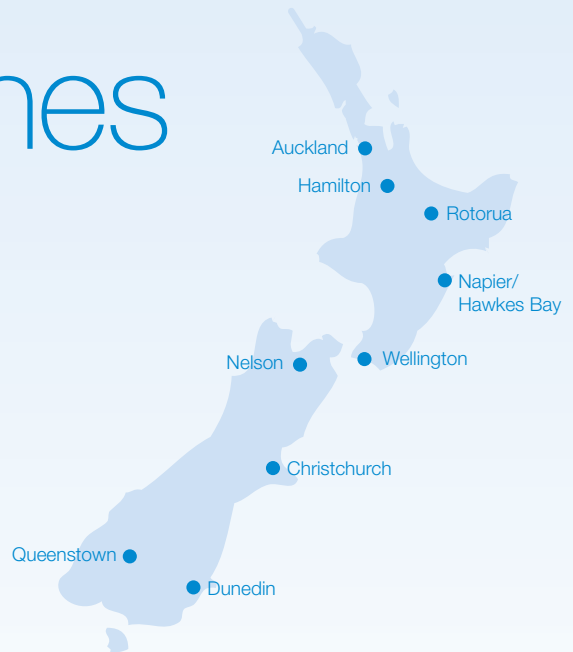 nes
Auckland
Hamilton
Rotorua
Napier/
Hawkes Bay
Nelson
Wellington
Christchurch
Queenstown
Dunedin